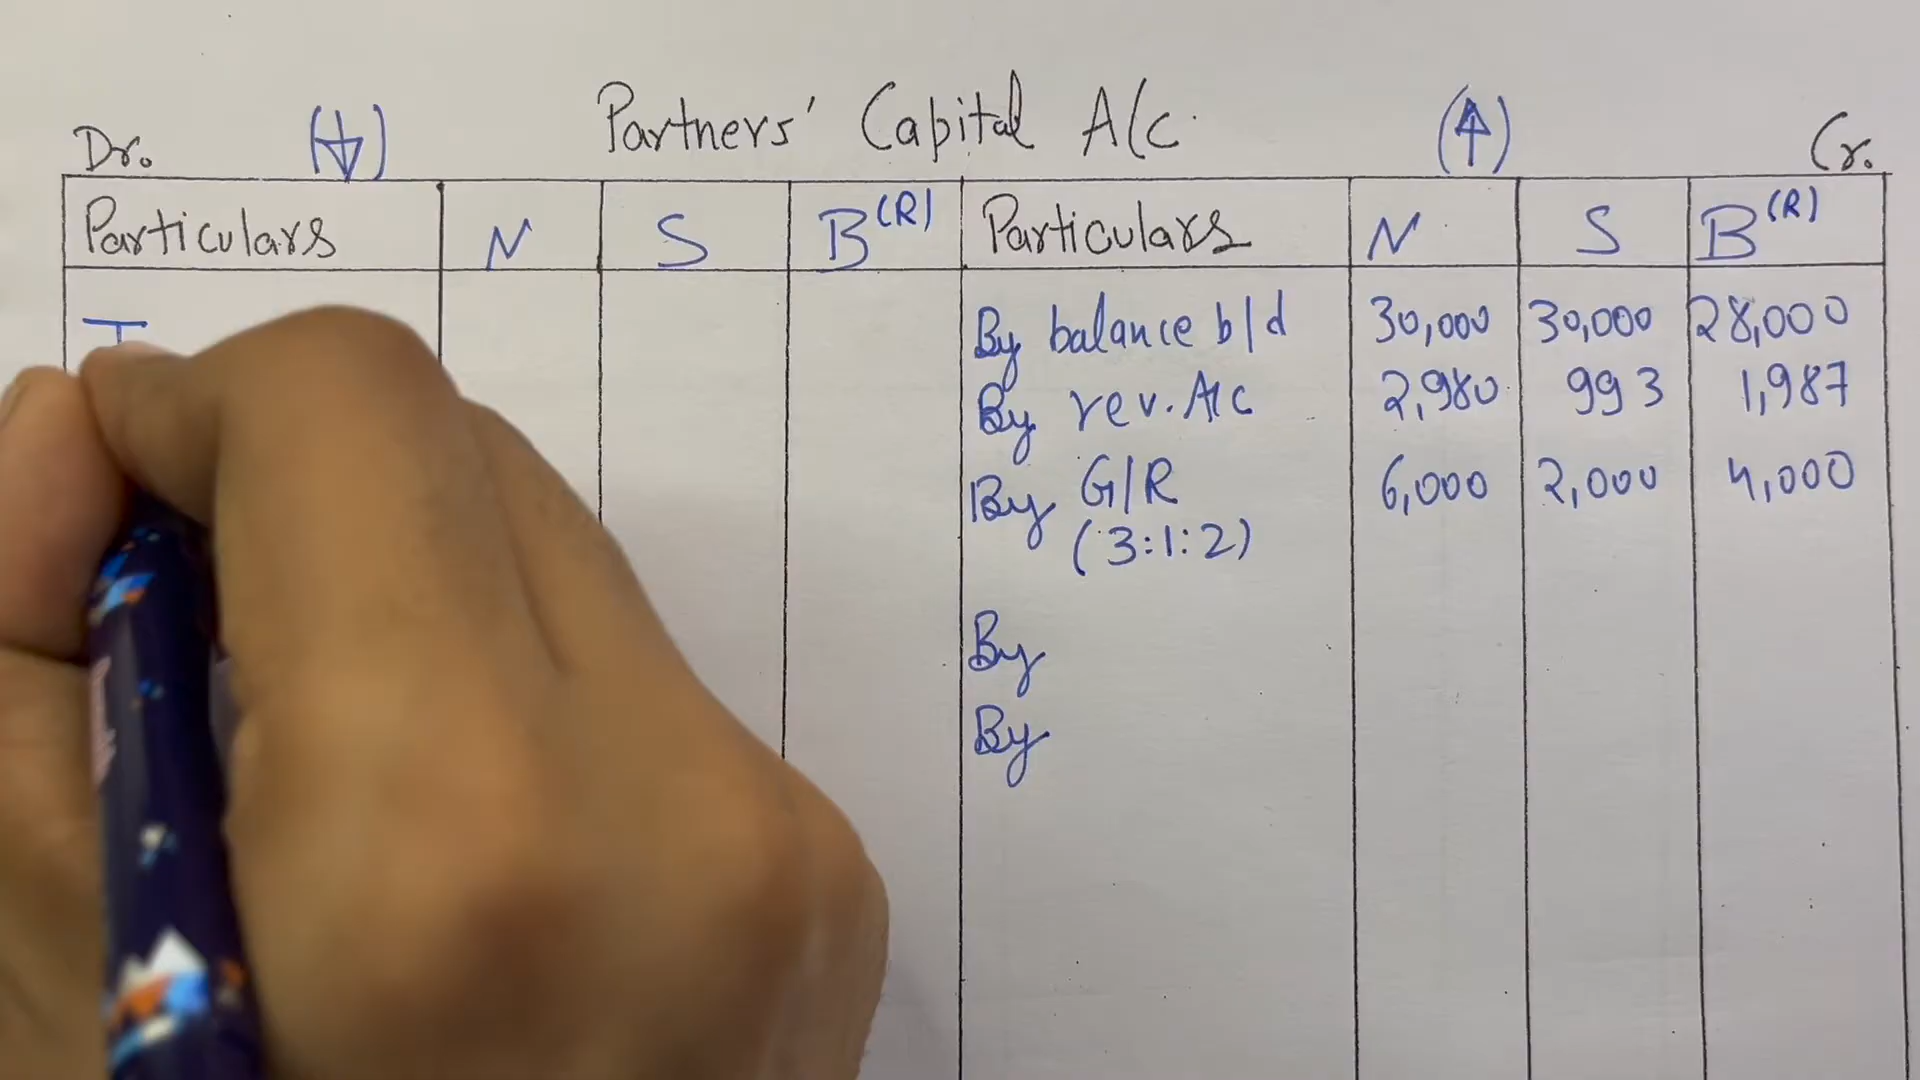 Partners' Capital A/c.
Dr. (↓) (↑) Cr.
Particulars N S B (R) Particulars N S B (R)
T By balance b/d 30,000 30,000 28,000
By rev. A/c 2,980 993 1,987
By G/R 6,000 2,000 4,000
(3:1:2)
By
By